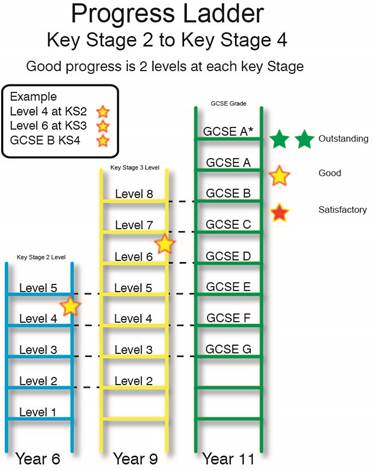 Progress Ladder
Key Stage 2 to Key Stage 4
Good progress is 2 levels at each key Stage
Example
Level 4 at KS2
Level 6 at KS3
GCSE B KS4
Key Stage 2 Level
Level 5
Level 4
Level 3
Level 2
Level 1
Year 6
Key Stage 3 Level
Level 8
Level 7
Level 6
Level 5
Level 4
Level 3
Level 2
Year 9
GCSE Grade
GCSE A*
GCSE A
GCSE B
GCSE C
GCSE D
GCSE E
GCSE F
GCSE G
Year 11
Outstanding
Good
Satisfactory